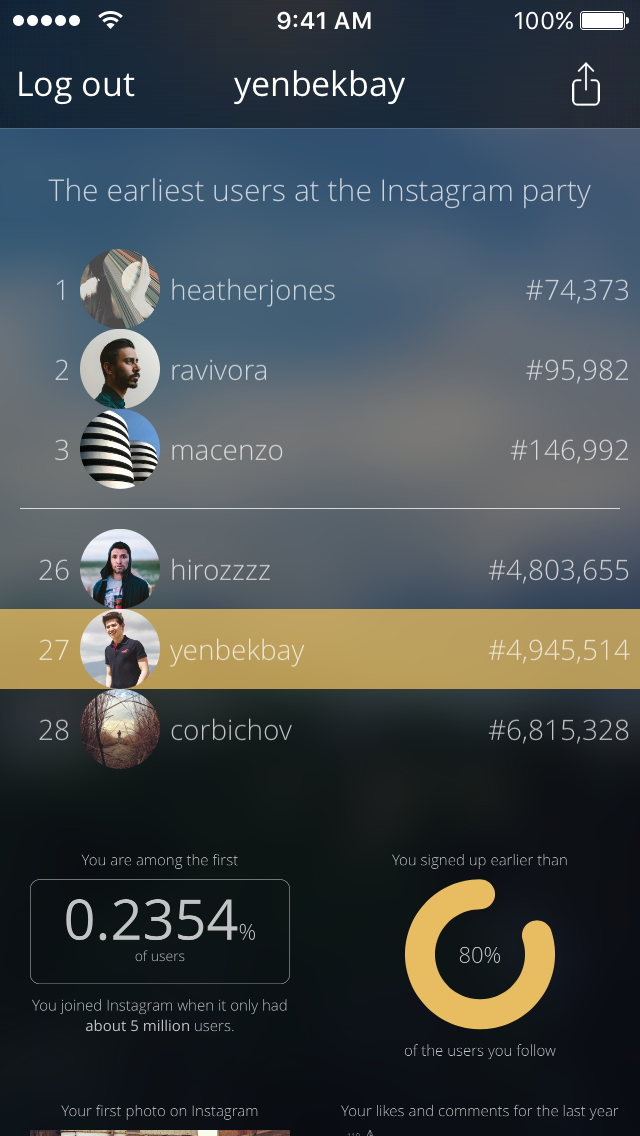 9:41 AM
100%
Log out
yenbekbay
The earliest users at the Instagram party
1 heatherjones #74,373
2 ravivora #95,982
3 macenzo #146,992
26 hirozzzz #4,803,655
27 yenbekbay #4,945,514
28 corbichov #6,815,328
You are among the first
0.2354%
of users
You joined Instagram when it only had
about 5 million users.
You signed up earlier than
80%
of the users you follow
Your first photo on Instagram
Your likes and comments for the last year